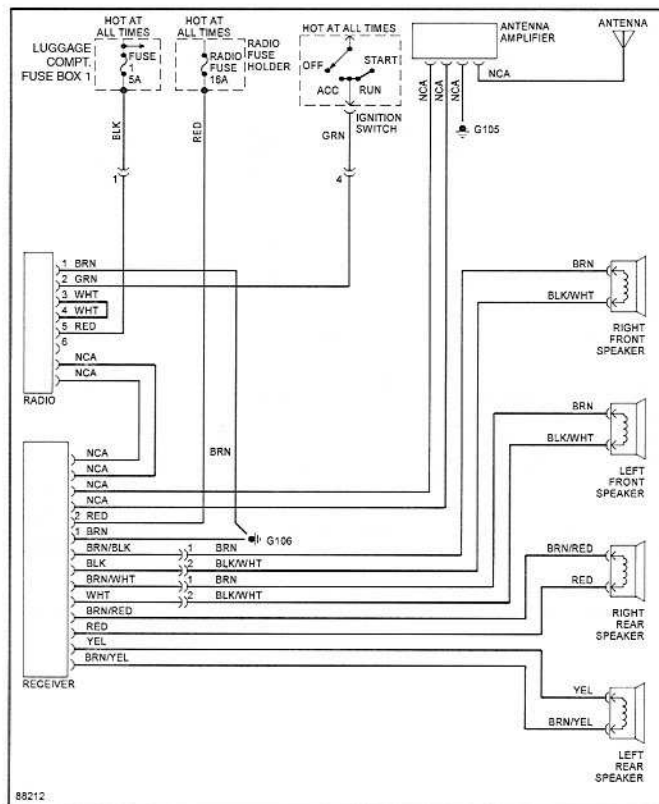 HOT AT
ALL TIMES
HOT AT
ALL TIMES
HOT AT ALL TIMES
ANTENNA
AMPLIFIER
ANTENNA
LUGGAGE
COMPT.
FUSE BOX 1
FUSE
1
5A
RADIO
FUSE
16A
RADIO
FUSE
HOLDER
OFF
START
ACC
RUN
IGNITION
SWITCH
NCA
NCA
NCA
NCA
G105
BLK
RED
GRN
1
4
1 BRN
2 GRN
3 WHT
4 WHT
5 RED
6
NCA
NCA
RADIO
BRN
BLK/WHT
RIGHT
FRONT
SPEAKER
BRN
BLK/WHT
LEFT
FRONT
SPEAKER
BRN
NCA
NCA
NCA
NCA
2 RED
1 BRN
G106
BRN/BLK 1 BRN
BLK 2 BLK/WHT
BRN/WHT 1 BRN
WHT 2 BLK/WHT
BRN/RED
RED
YEL
BRN/YEL
RECEIVER
BRN/RED
RED
RIGHT
REAR
SPEAKER
YEL
BRN/YEL
LEFT
REAR
SPEAKER
88212